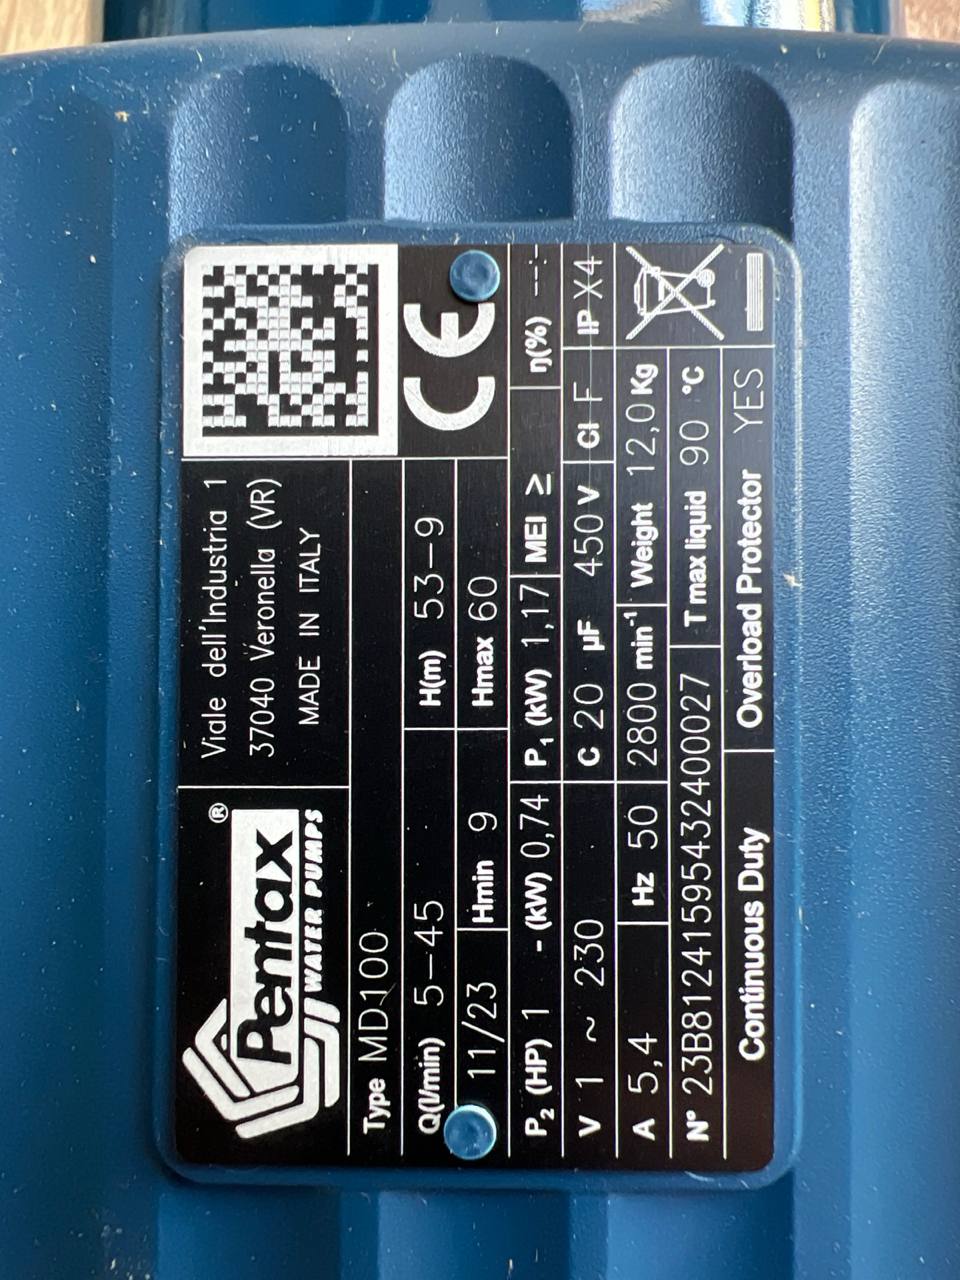 Pentax®
WATER PUMPS
Viale dell'Industria 1
37040 Veronella (VR)
MADE IN ITALY
Type MD100
Q(l/min) 5-45 H(m) 53-9
11/23 Hmin 9 Hmax 60
CE
P₂ (HP) 1 - (kW) 0,74 P₁ (kW) 1,17 MEI ≥ η(%) --.-
V 1 ~ 230 C 20 µF 450 V Cl F IP X4
A 5,4 Hz 50 2800 min⁻¹ Weight 12,0 Kg
N° 23B8124159543240027 T max liquid 90 °C
Continuous Duty Overload Protector YES